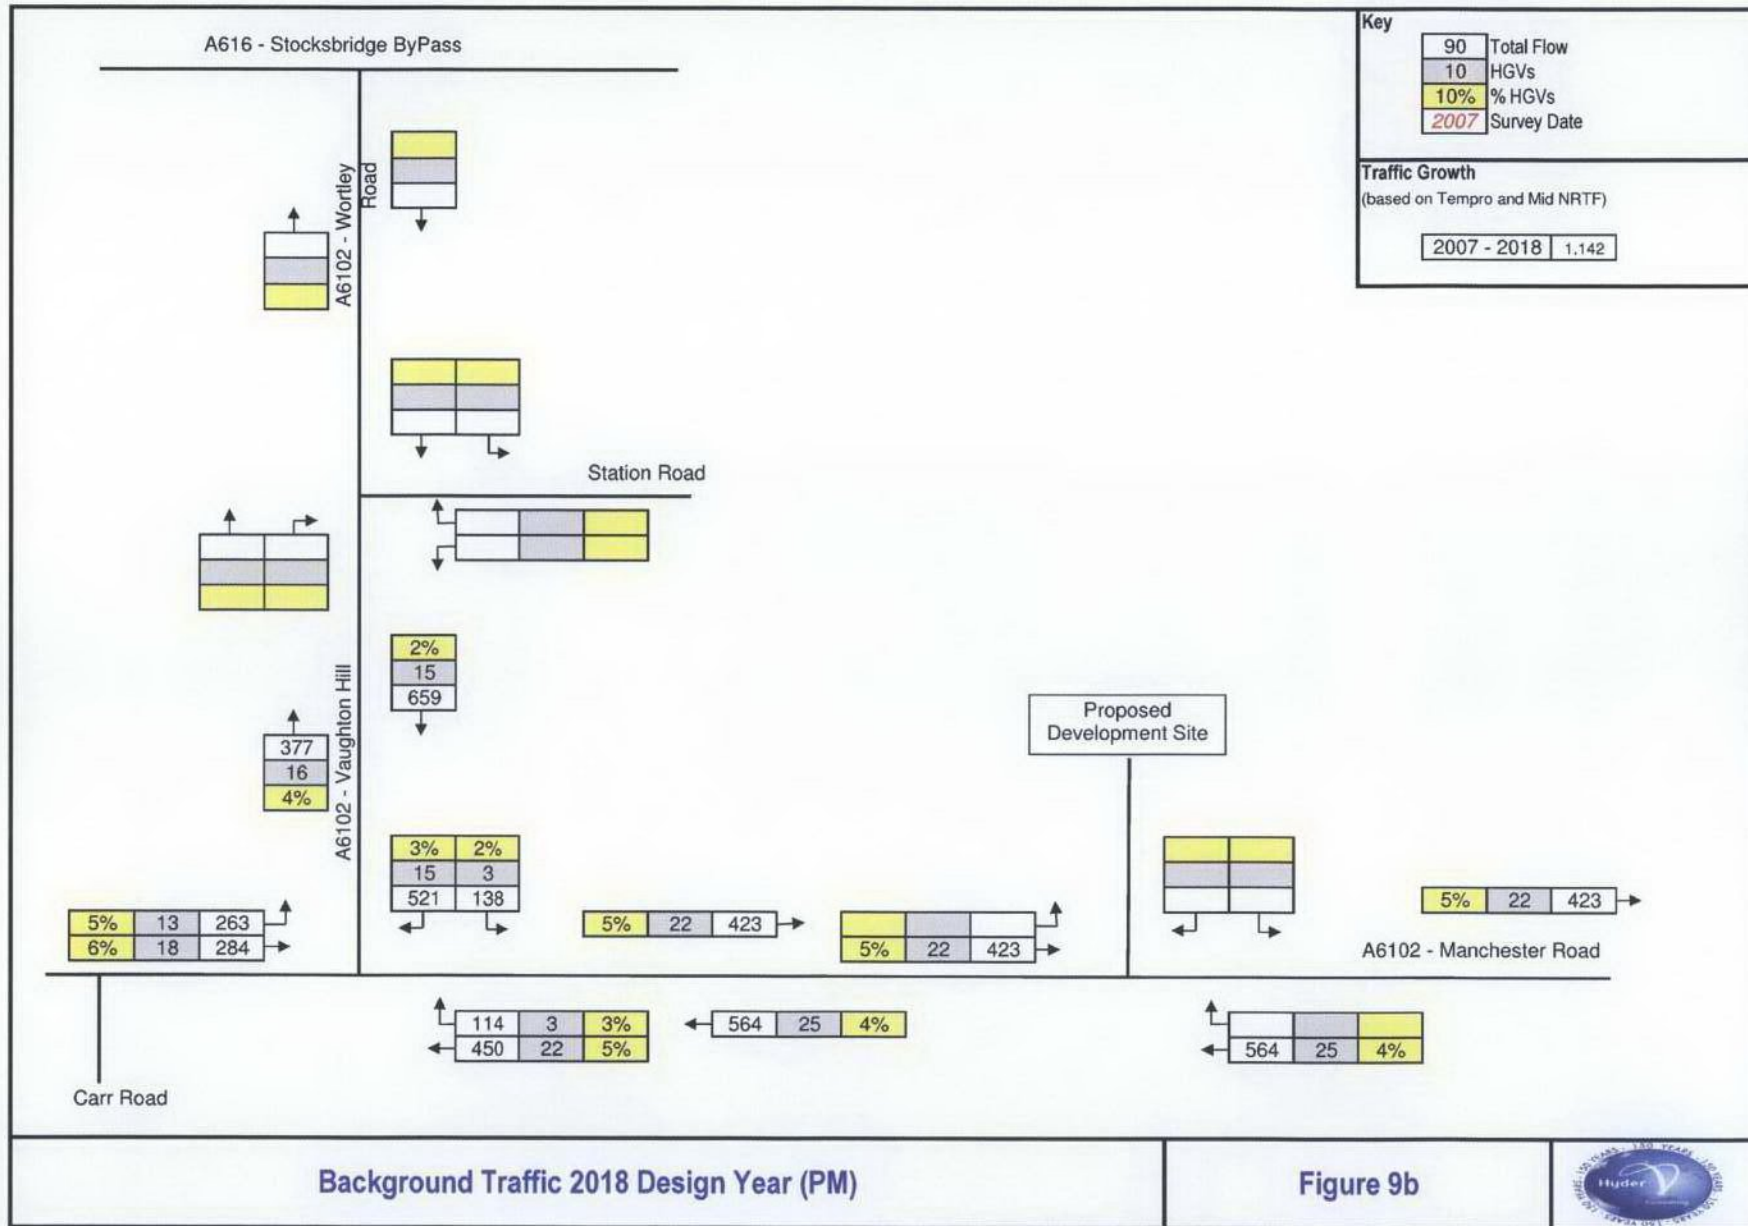 A616 - Stocksbridge ByPass
Key
90 Total Flow
10 HGVs
10% % HGVs
2007 Survey Date
Traffic Growth
(based on Tempro and Mid NRTF)
2007 - 2018 1.142
A6102 - Wortley
Road
Station Road
A6102 - Vaughton Hill
2%
15
659
377
16
4%
Proposed
Development Site
3% 2%
15 3
521 138
5% 13 263
6% 18 284
5% 22 423
5% 22 423
5% 22 423
A6102 - Manchester Road
114 3 3%
450 22 5%
564 25 4%
564 25 4%
Carr Road
Background Traffic 2018 Design Year (PM)
Figure 9b
Hyder